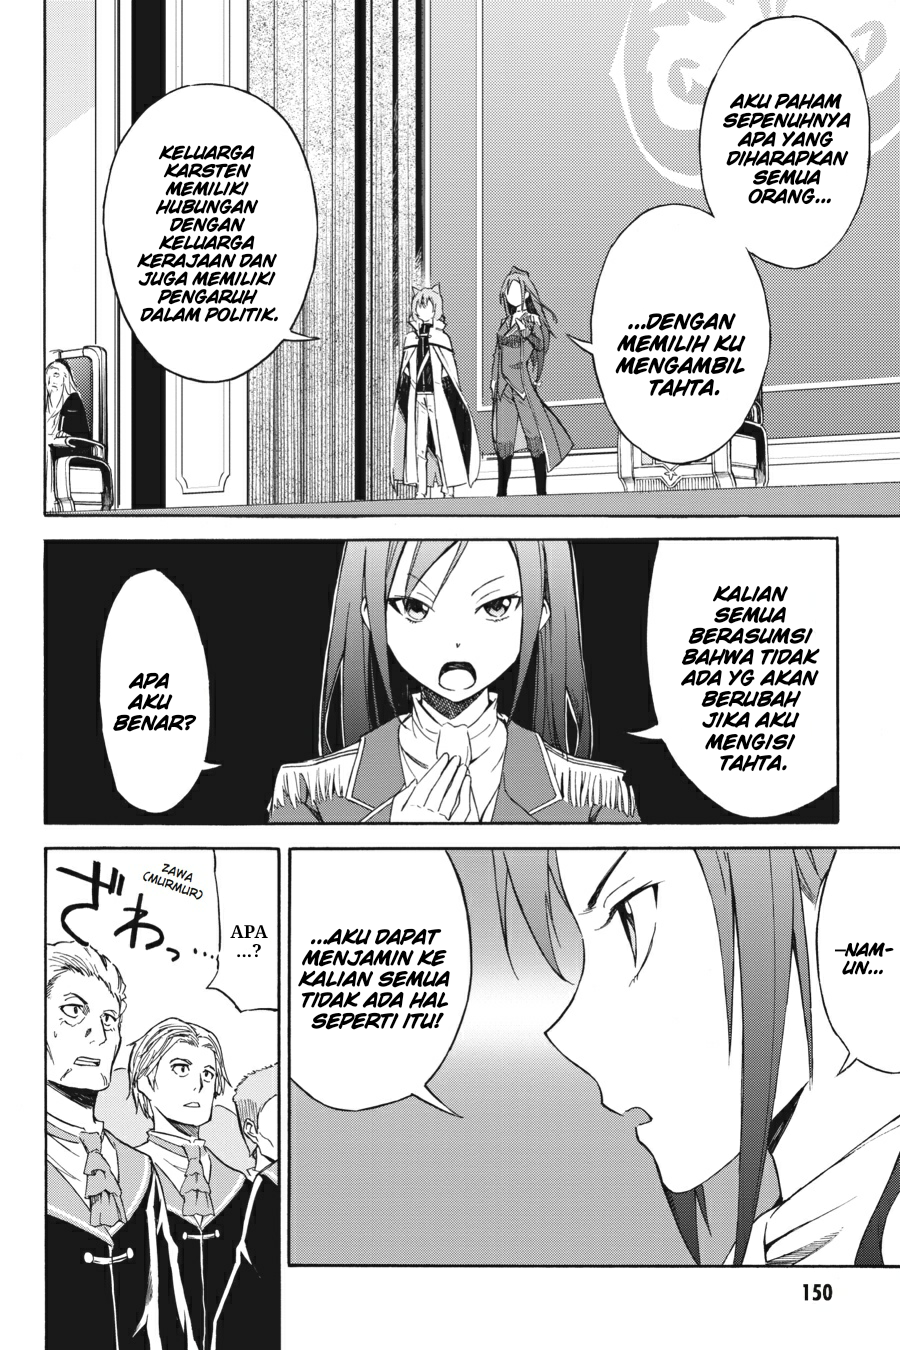 AKU PAHAM
SEPENUHNYA
APA YANG
DIHARAPKAN
SEMUA
ORANG...
...DENGAN
MEMILIH KU
MENGAMBIL
TAHTA.
KELUARGA
KARSTEN
MEMILIKI
HUBUNGAN
DENGAN
KELUARGA
KERAJAAN DAN
JUGA MEMILIKI
PENGARUH
DALAM POLITIK.
KALIAN
SEMUA
BERASUMSI
BAHWA TIDAK
ADA YG AKAN
BERUBAH
JIKA AKU
MENGISI
TAHTA.
APA
AKU
BENAR?
–NAM-
UN...
...AKU DAPAT
MENJAMIN KE
KALIAN SEMUA
TIDAK ADA HAL
SEPERTI ITU!
APA
...?
ZAWA
(MURMUR)
ざわっ…
150